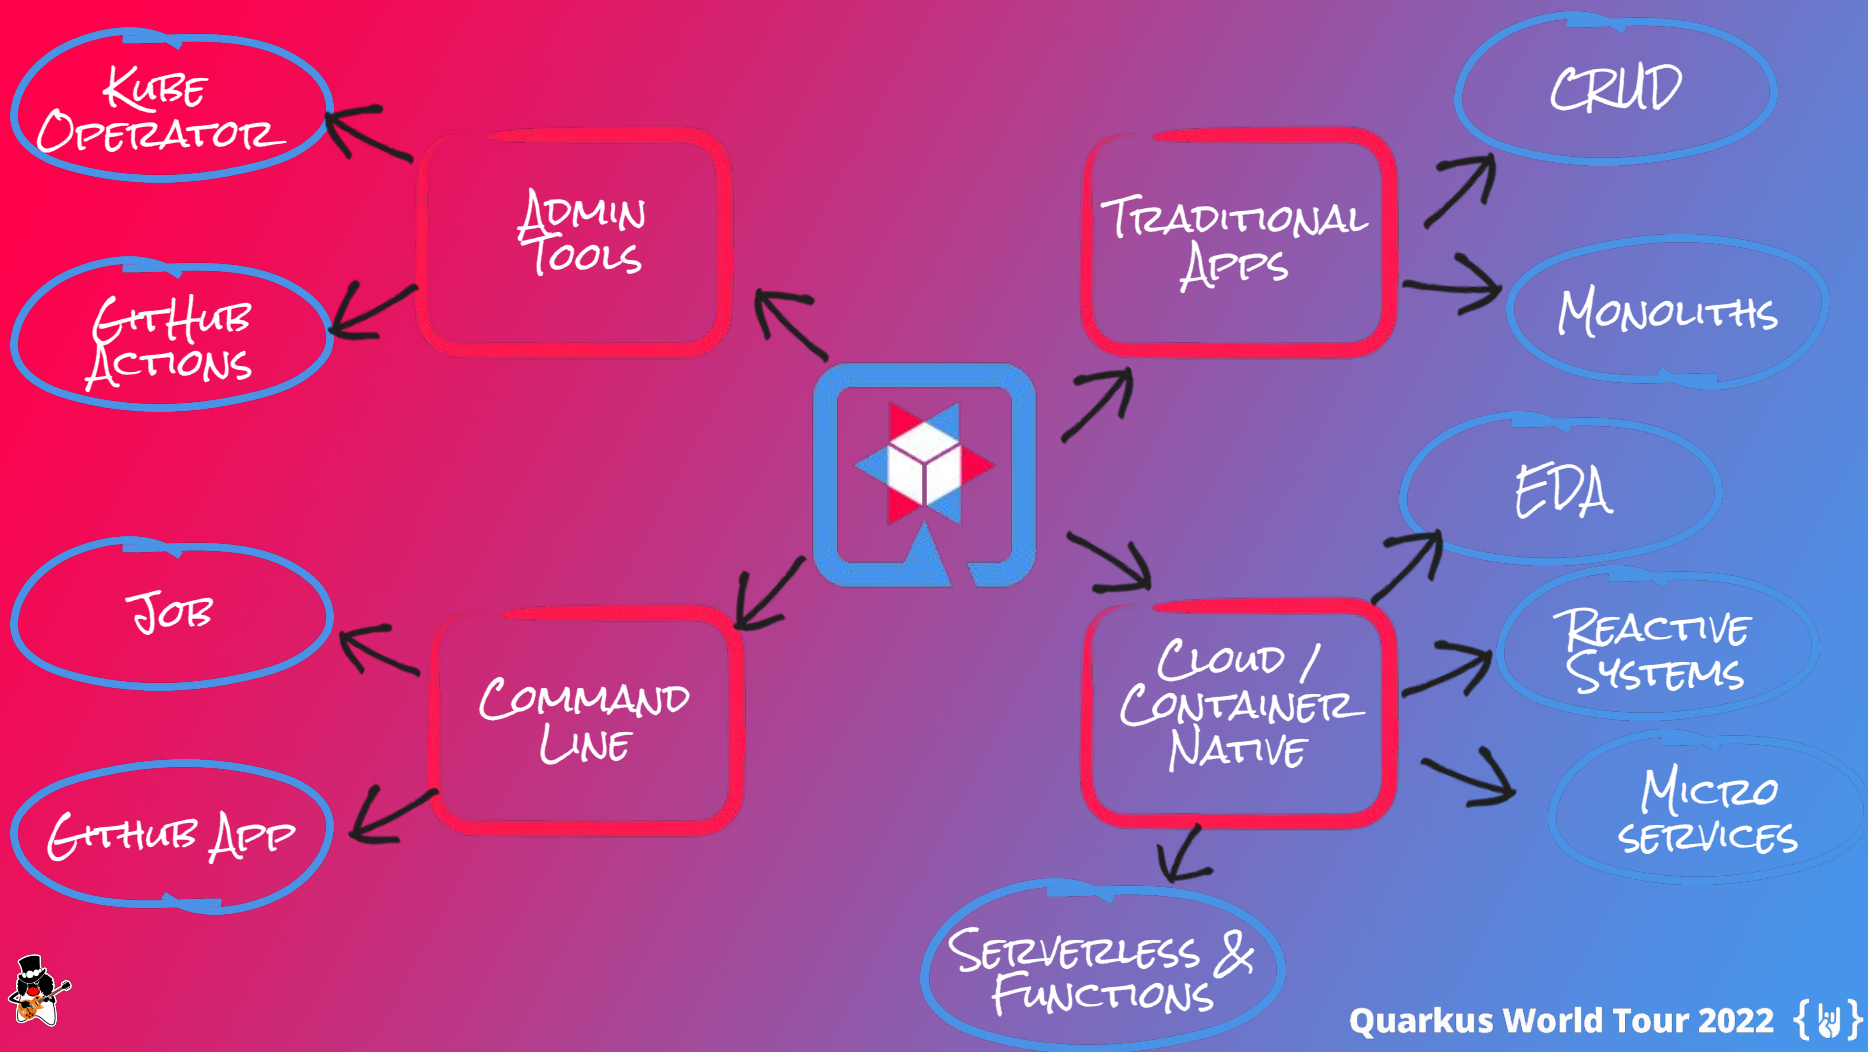 Kube
Operator
GitHub
Actions
Admin
Tools
Job
Github App
Command
Line
Traditional
Apps
CRUD
Monoliths
Cloud /
Container
Native
EDA
Reactive
Systems
Micro
services
Serverless &
Functions
Quarkus World Tour 2022